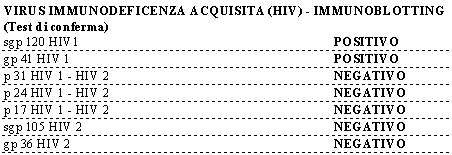 VIRUS IMMUNODEFICENZA ACQUISITA (HIV) - IMMUNOBLOTTING
(Test di conferma)
sgp 120 HIV1 POSITIVO
gp 41 HIV 1 POSITIVO
p 31 HIV 1 - HIV 2 NEGATIVO
p 24 HIV 1 - HIV 2 NEGATIVO
p 17 HIV 1 - HIV 2 NEGATIVO
sgp 105 HIV 2 NEGATIVO
gp 36 HIV 2 NEGATIVO